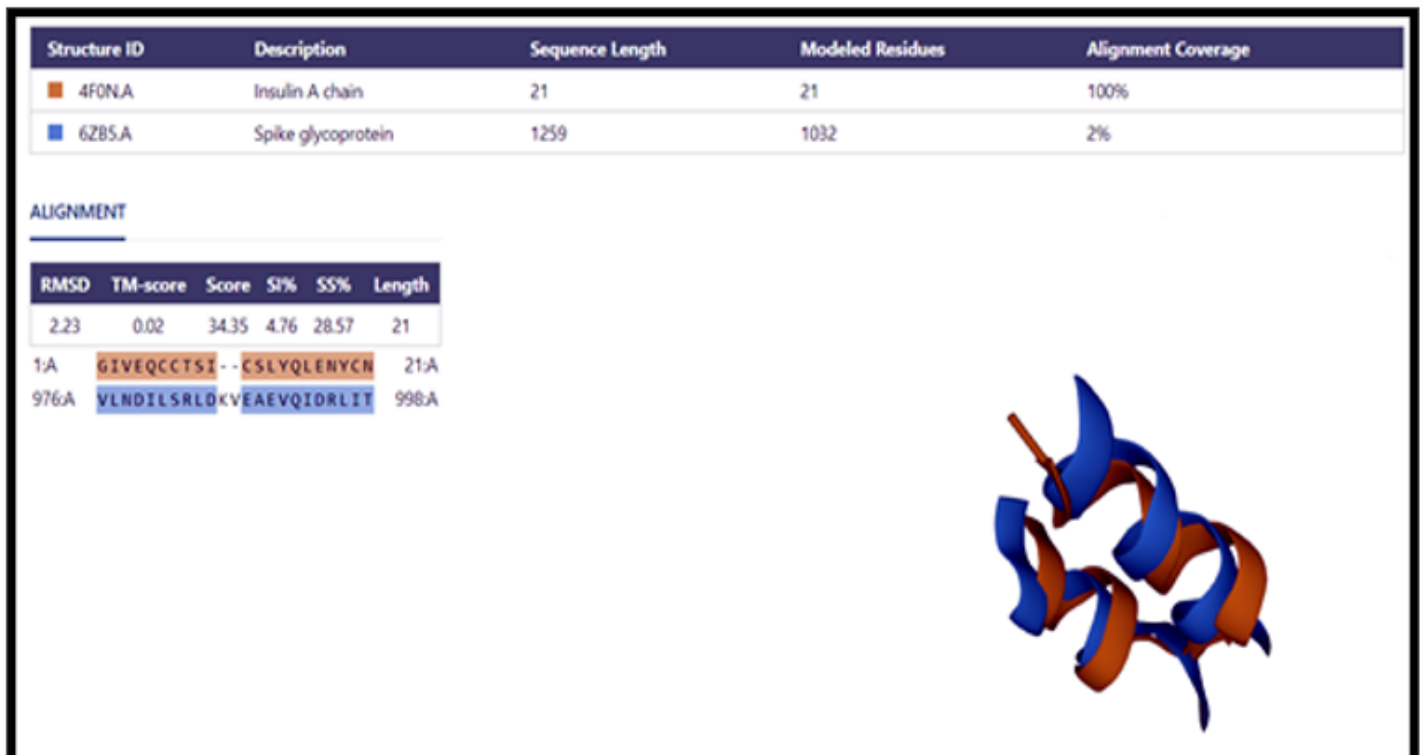 Structure ID Description Sequence Length Modeled Residues Alignment Coverage
4F0N.A Insulin A chain 21 21 100%
6ZB5.A Spike glycoprotein 1259 1032 2%
ALIGNMENT
RMSD TM-score Score SI% SS% Length
2.23 0.02 34.35 4.76 28.57 21
1:A GIVEQCCTSI--CSLYQLENYCN 21:A
976:A VLNDILSRLDKVEAEVQIDRLIT 998:A